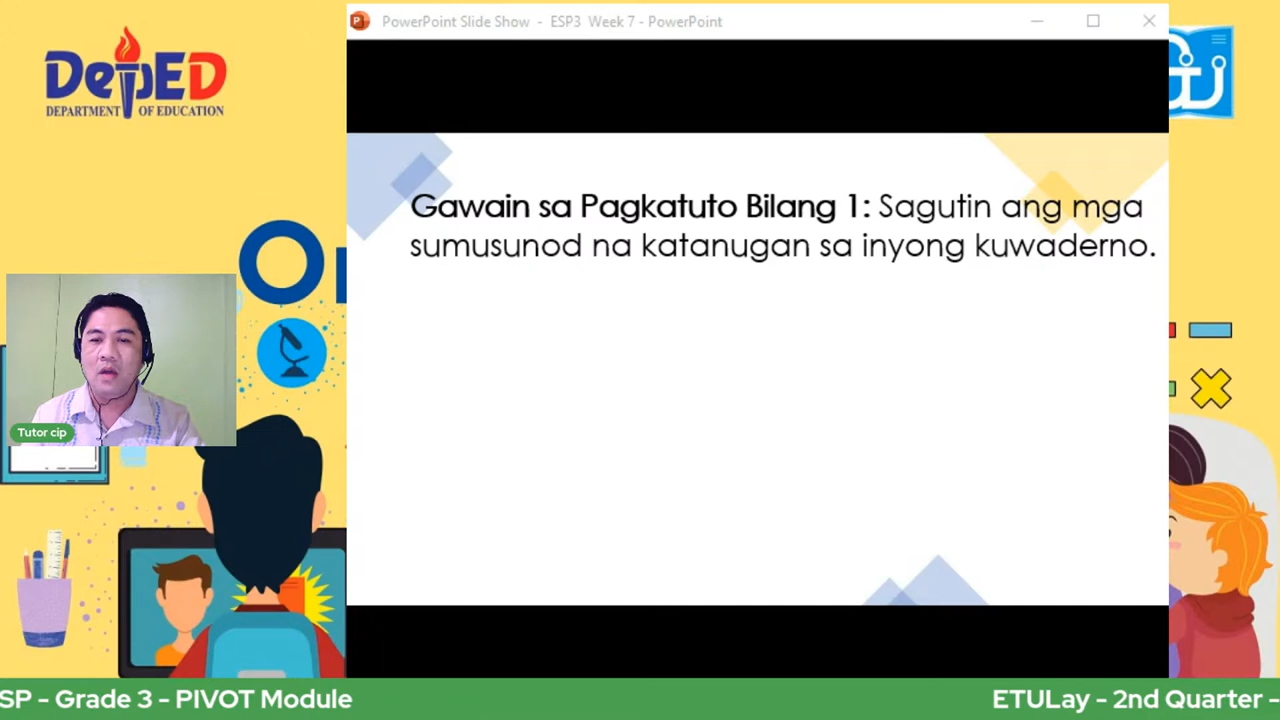 PowerPoint Slide Show - ESP3 Week 7 - PowerPoint
DepED
DEPARTMENT OF EDUCATION
Gawain sa Pagkatuto Bilang 1: Sagutin ang mga
sumusunod na katanugan sa inyong kuwaderno.
Tutor cip
SP - Grade 3 - PIVOT Module
ETULay - 2nd Quarter -